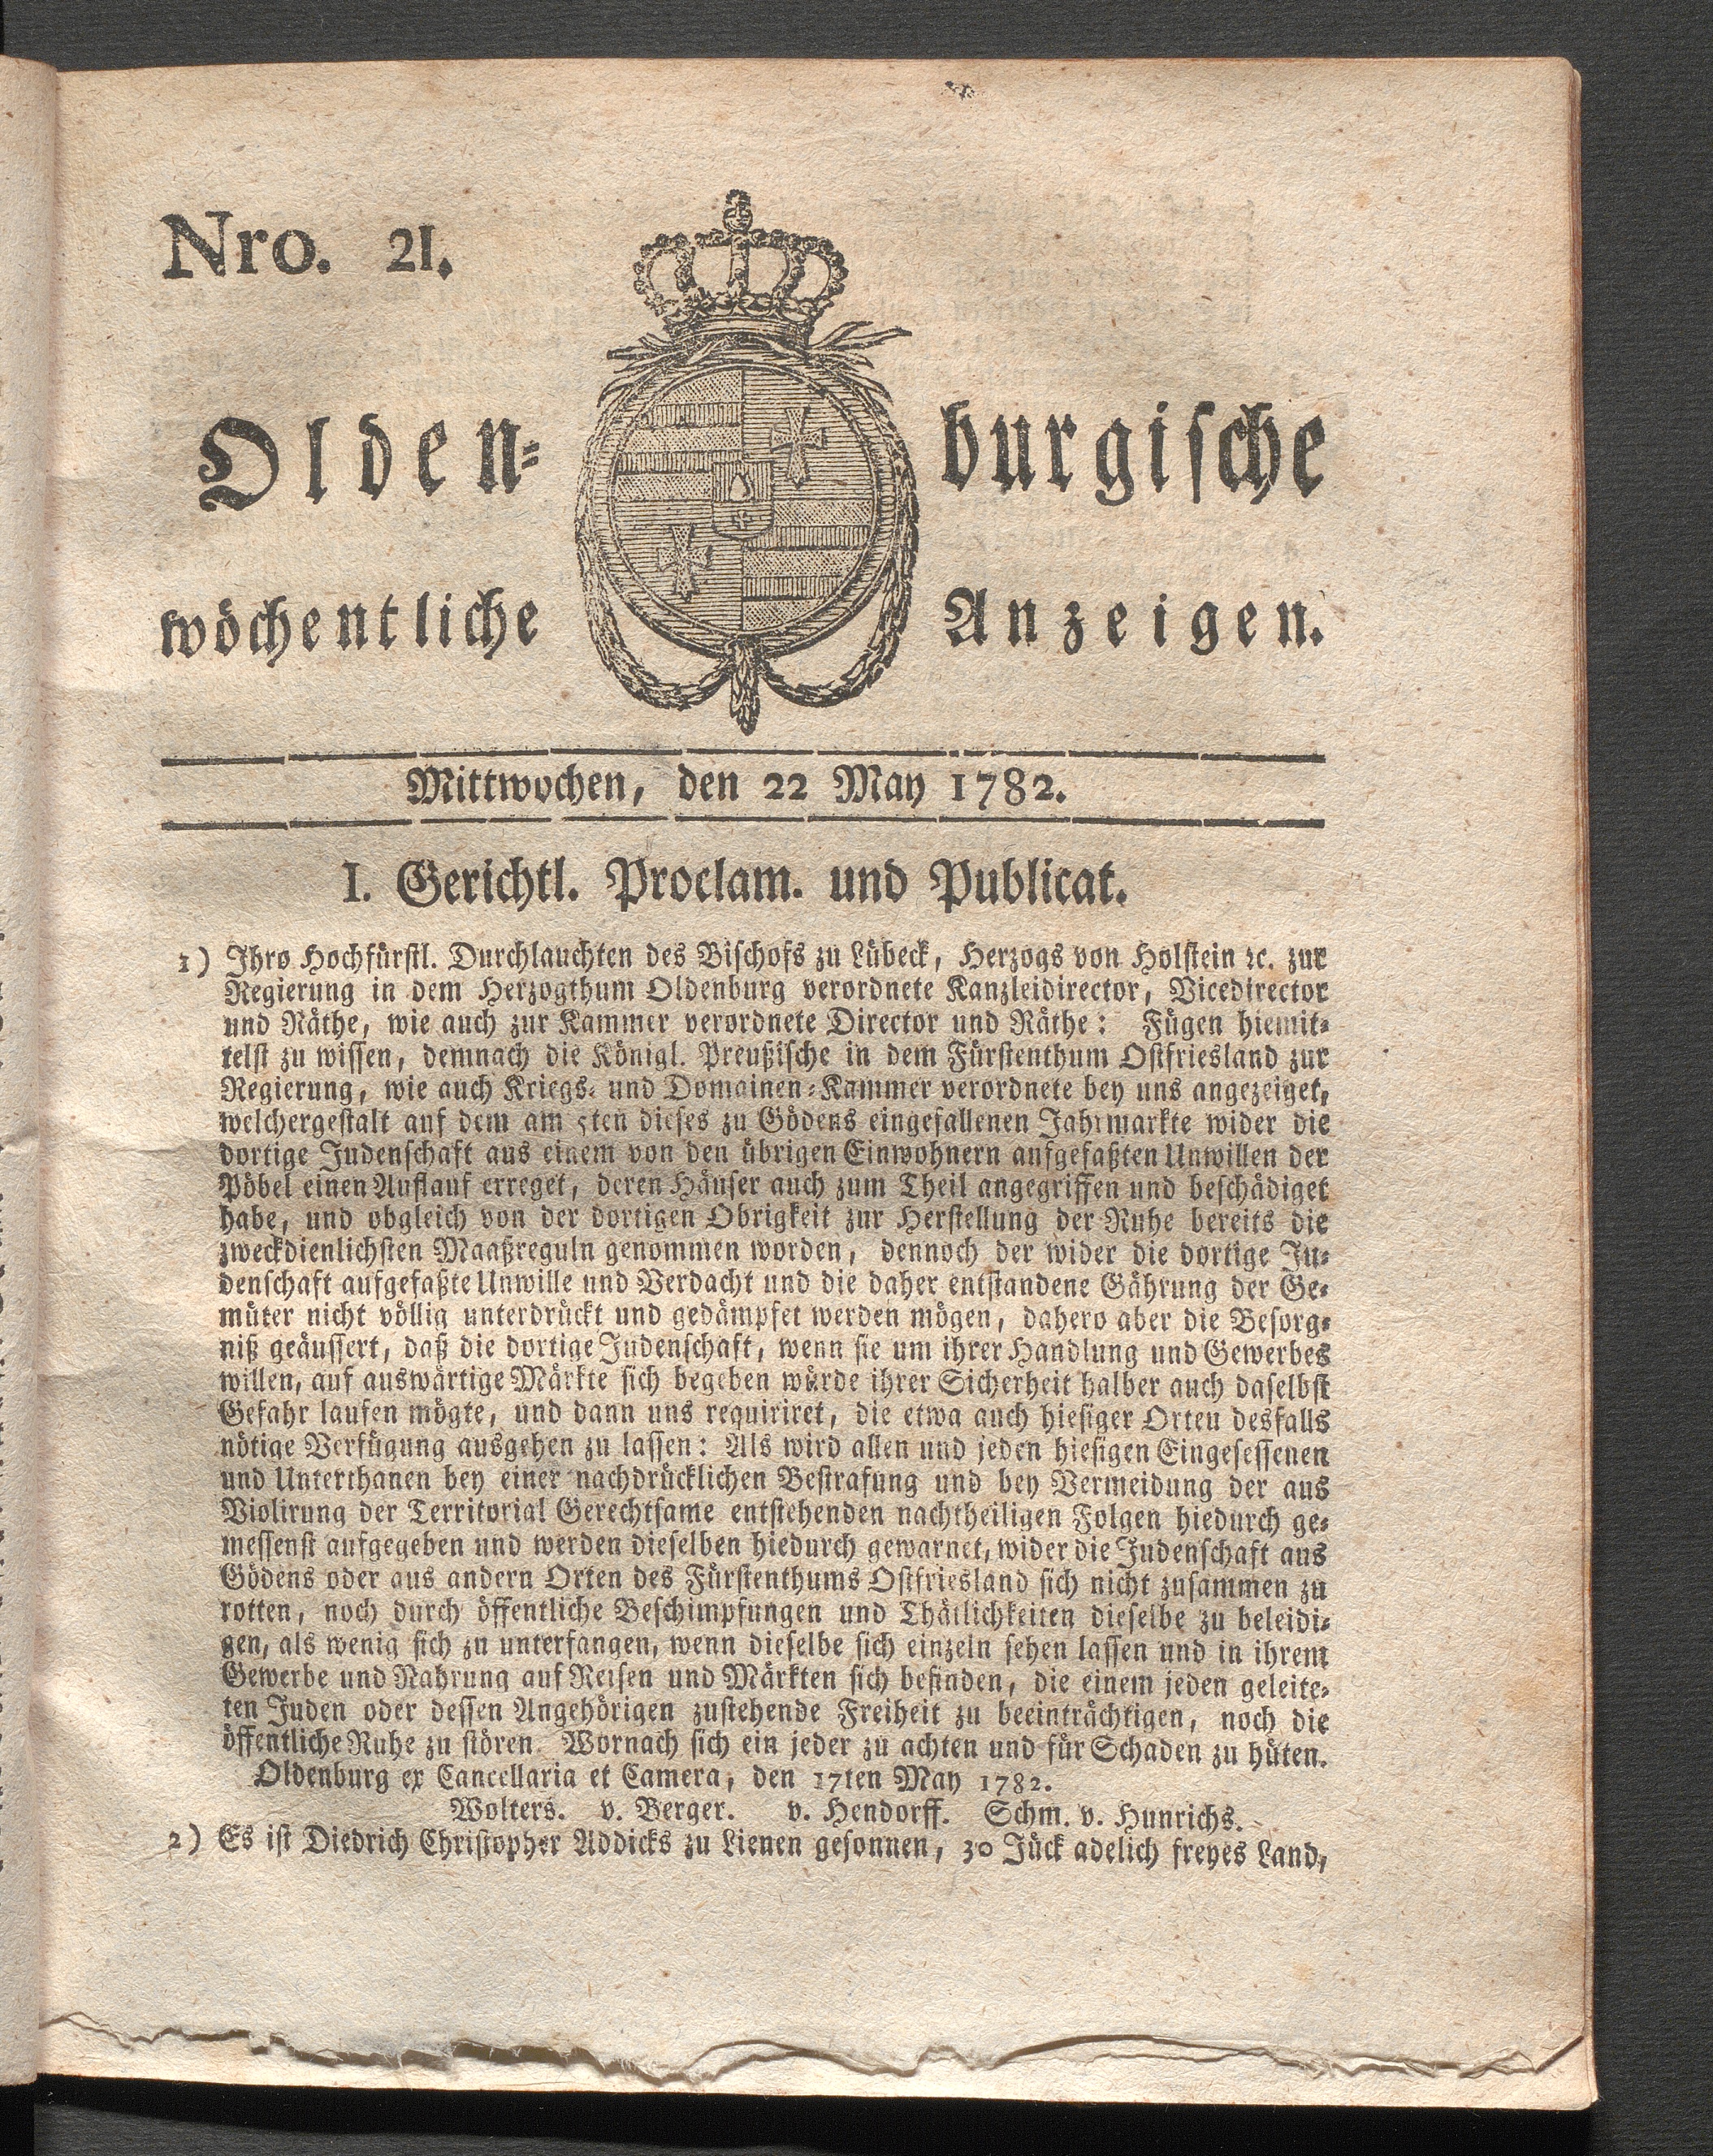 Nro. 21.
Olden- burgische
wöchentliche Anzeigen.
Mittwochen, den 22 May 1782.
I. Gerichtl. Proclam. und Publicat.
1) Ihro Hochfürstl. Durchlauchten des Bischofs zu Lübeck, Herzogs von Holstein ꝛc. zur
Regierung in dem Herzogthum Oldenburg verordnete Kanzleidirector, Vicedirector
und Räthe, wie auch zur Kammer verordnete Director und Räthe: Fügen hiemit-
telst zu wissen, demnach die Königl. Preußische in dem Fürstenthum Ostfriesland zur
Regierung, wie auch Kriegs- und Domainen-Kammer verordnete bey uns angezeiget,
welchergestalt auf dem am 5ten dieses zu Gödens eingefallenen Jahrmarkte wider die
dortige Judenschaft aus einem von den übrigen Einwohnern aufgefaßten Unwillen der
Pöbel einen Auflauf erreget, deren Häuser auch zum Theil angegriffen und beschädiget
habe, und obgleich von der dortigen Obrigkeit zur Herstellung der Ruhe bereits die
zweckdienlichsten Maaßreguln genommen worden, dennoch der wider die dortige Ju-
denschaft aufgefaßte Unwille und Verdacht und die daher entstandene Gährung der Ge-
müter nicht völlig unterdrückt und gedämpfet werden mögen, dahero aber die Besorg-
niß geäussert, daß die dortige Judenschaft, wenn sie um ihrer Handlung und Gewerbes
willen, auf auswärtige Märkte sich begeben würde ihrer Sicherheit halber auch daselbst
Gefahr laufen mögte, und dann uns requiriret, die etwa auch hiesiger Orten desfalls
nötige Verfügung ausgehen zu lassen: Als wird allen und jeden hiesigen Eingesessenen
und Unterthanen bey einer nachdrücklichen Bestrafung und bey Vermeidung der aus
Violirung der Territorial Gerechtsame entstehenden nachtheiligen Folgen hiedurch ge-
messenst aufgegeben und werden dieselben hiedurch gewarnet, wider die Judenschaft aus
Gödens oder aus andern Orten des Fürstenthums Ostfriesland sich nicht zusammen zu
rotten, noch durch öffentliche Beschimpfungen und Thätlichkeiten dieselbe zu beleidi-
gen, als wenig sich zu unterfangen, wenn dieselbe sich einzeln sehen lassen und in ihrem
Gewerbe und Nahrung auf Reisen und Märkten sich befinden, die einem jeden geleite-
ten Juden oder dessen Angehörigen zustehende Freiheit zu beeinträchtigen, noch die
öffentliche Ruhe zu stören. Wornach sich ein jeder zu achten und für Schaden zu hüten.
Oldenburg ex Cancellaria et Camera, den 17ten May 1782.
Wolters. v. Berger. v. Hendorff. Schm. v. Hunrichs.
2) Es ist Diedrich Christopher Addicks zu Lienen gesonnen, 30 Jück adelich freyes Land,